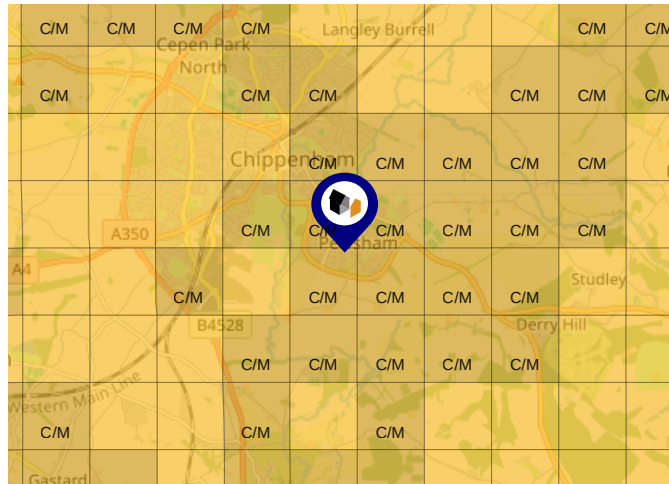 C/M C/M C/M C/M Langley Burrell C/M C/M
Cepen Park
North
C/M C/M C/M C/M C/M C/M
Chippenham
C/M C/M C/M C/M C/M
A350 C/M C/M C/M C/M C/M C/M
Pewsham
A4 C/M C/M C/M C/M C/M Studley
B4528 Derry Hill
C/M C/M C/M C/M C/M
Western Main Line
C/M C/M C/M
Gastard